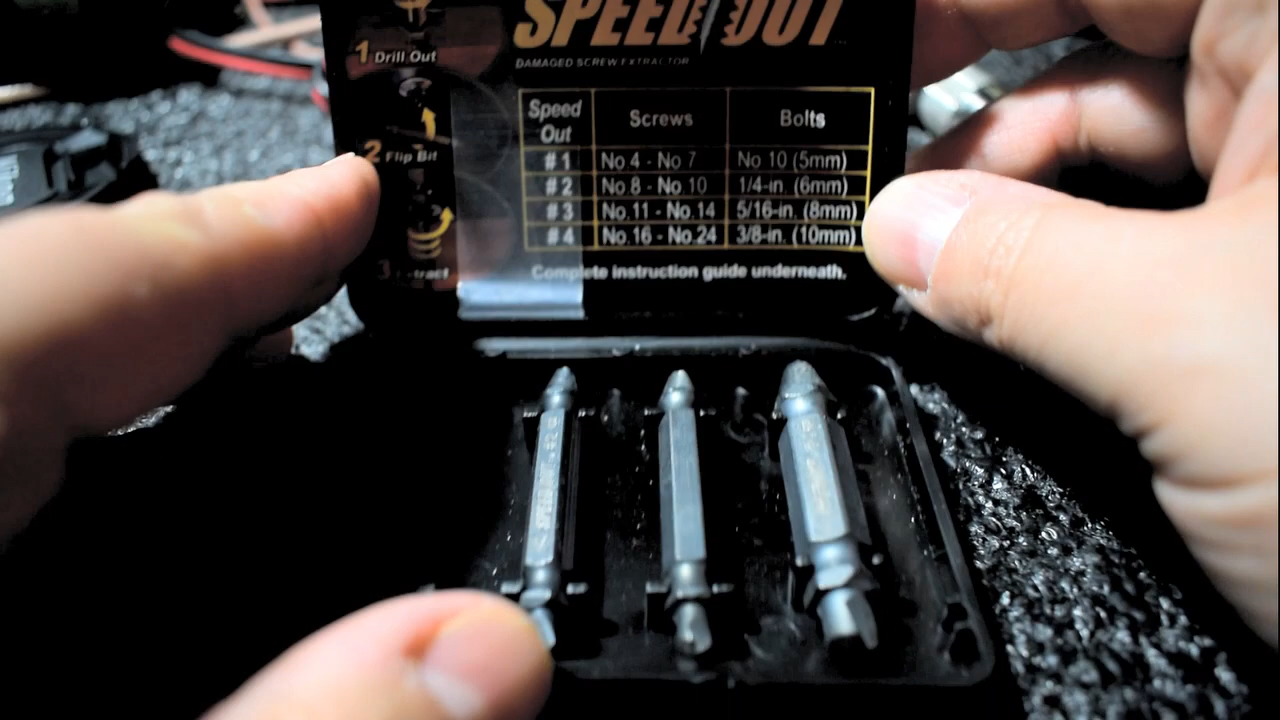 SPEED OUT
DAMAGED SCREW EXTRACTOR
1 Drill Out
2 Flip Bit
3 Extract
Speed Out Screws Bolts
#1 No 4 - No 7 No 10 (5mm)
#2 No.8 - No.10 1/4-in. (6mm)
#3 No.11 - No.14 5/16-in. (8mm)
#4 No.16 - No.24 3/8-in. (10mm)
Complete instruction guide underneath.